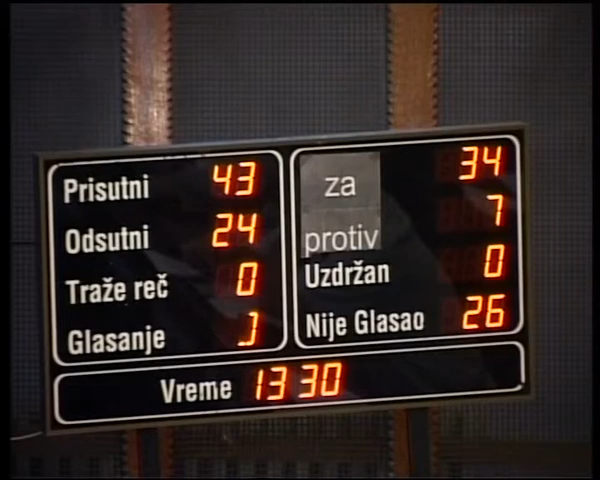 Prisutni 43
Odsutni 24
Traže reč 0
Glasanje
za 34
protiv 7
Uzdržan 0
Nije Glasao 26
Vreme 13 30